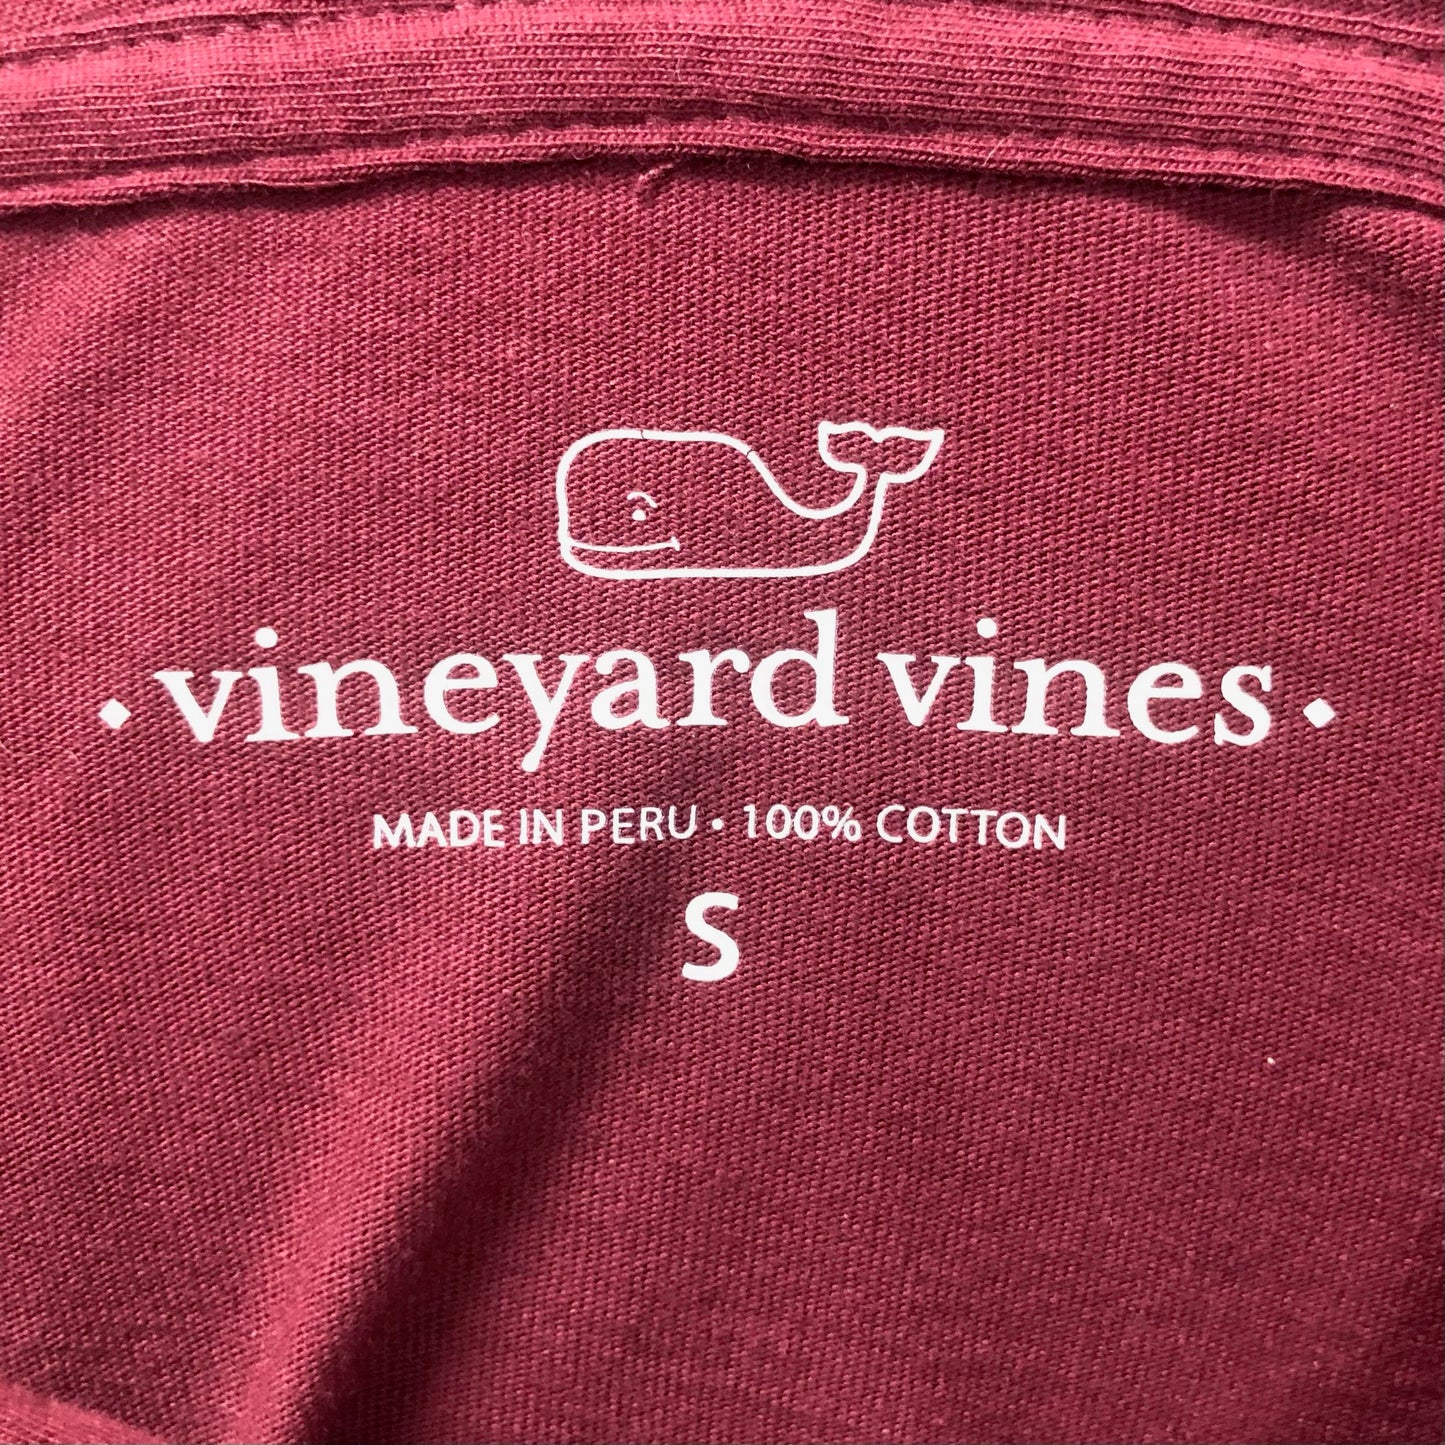 vineyard vines
MADE IN PERU • 100% COTTON
S